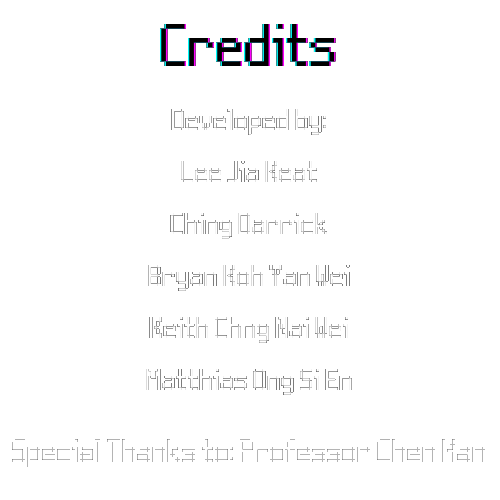 Credits
Developed by:
Lee Jia Keat
Ching Darrick
Bryan Koh Yan Wei
Keith Chng Nai Wei
Matthias Ong Si En
Special Thanks to: Professor Chen Kan